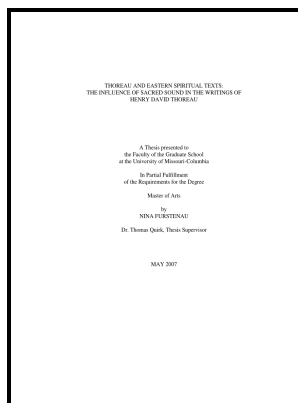 THOREAU AND EASTERN SPIRITUAL TEXTS:
THE INFLUENCE OF SACRED SOUND IN THE WRITINGS OF
HENRY DAVID THOREAU
A Thesis presented to
the Faculty of the Graduate School
at the University of Missouri-Columbia
In Partial Fulfillment
of the Requirements for the Degree
Master of Arts
by
NINA FURSTENAU
Dr. Thomas Quirk, Thesis Supervisor
MAY 2007